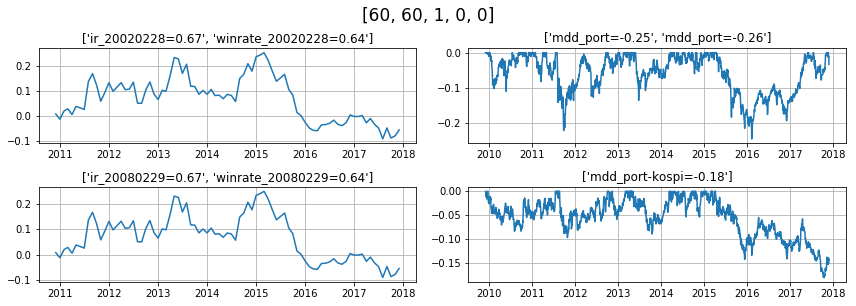 [60, 60, 1, 0, 0]
['ir_20020228=0.67', 'winrate_20020228=0.64']
0.2
0.1
0.0
−0.1
2011 2012 2013 2014 2015 2016 2017 2018
['mdd_port=-0.25', 'mdd_port=-0.26']
0.0
−0.1
−0.2
2010 2011 2012 2013 2014 2015 2016 2017 2018
['ir_20080229=0.67', 'winrate_20080229=0.64']
0.2
0.1
0.0
−0.1
2011 2012 2013 2014 2015 2016 2017 2018
['mdd_port-kospi=-0.18']
0.00
−0.05
−0.10
−0.15
2010 2011 2012 2013 2014 2015 2016 2017 2018